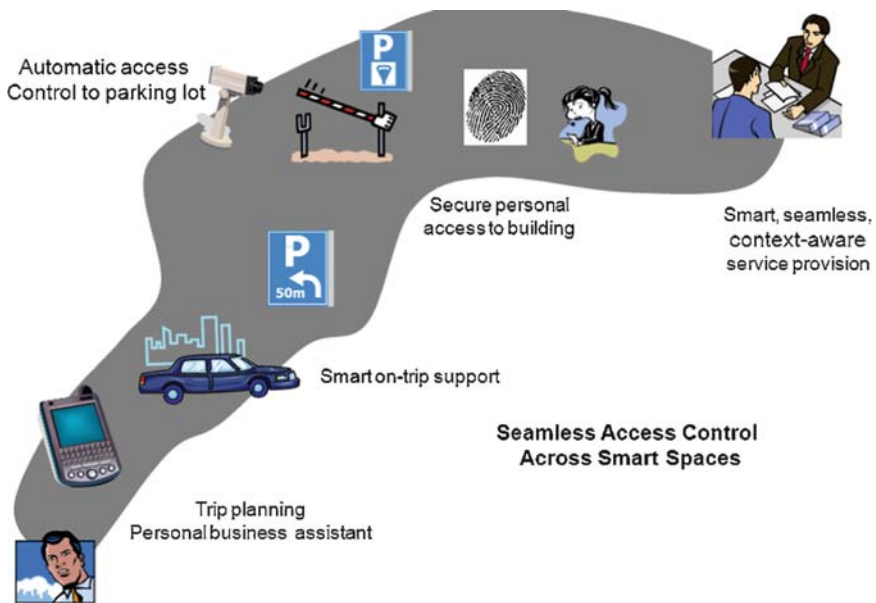 Automatic access
Control to parking lot
P
Secure personal
access to building
Smart, seamless,
context-aware
service provision
P
50m
Smart on-trip support
Seamless Access Control
Across Smart Spaces
Trip planning
Personal business assistant